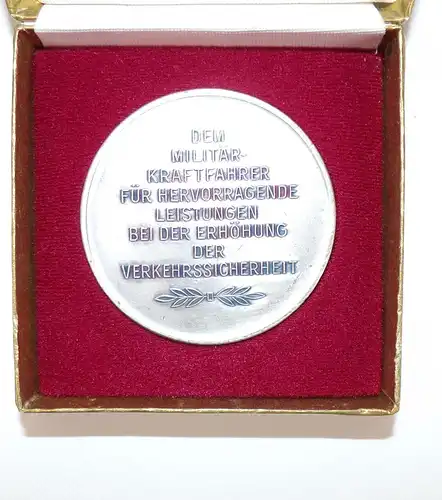 DEM
MILITÄR-
KRAFTFAHRER
FÜR HERVORRAGENDE
LEISTUNGEN
BEI DER ERHÖHUNG
DER
VERKEHRSSICHERHEIT